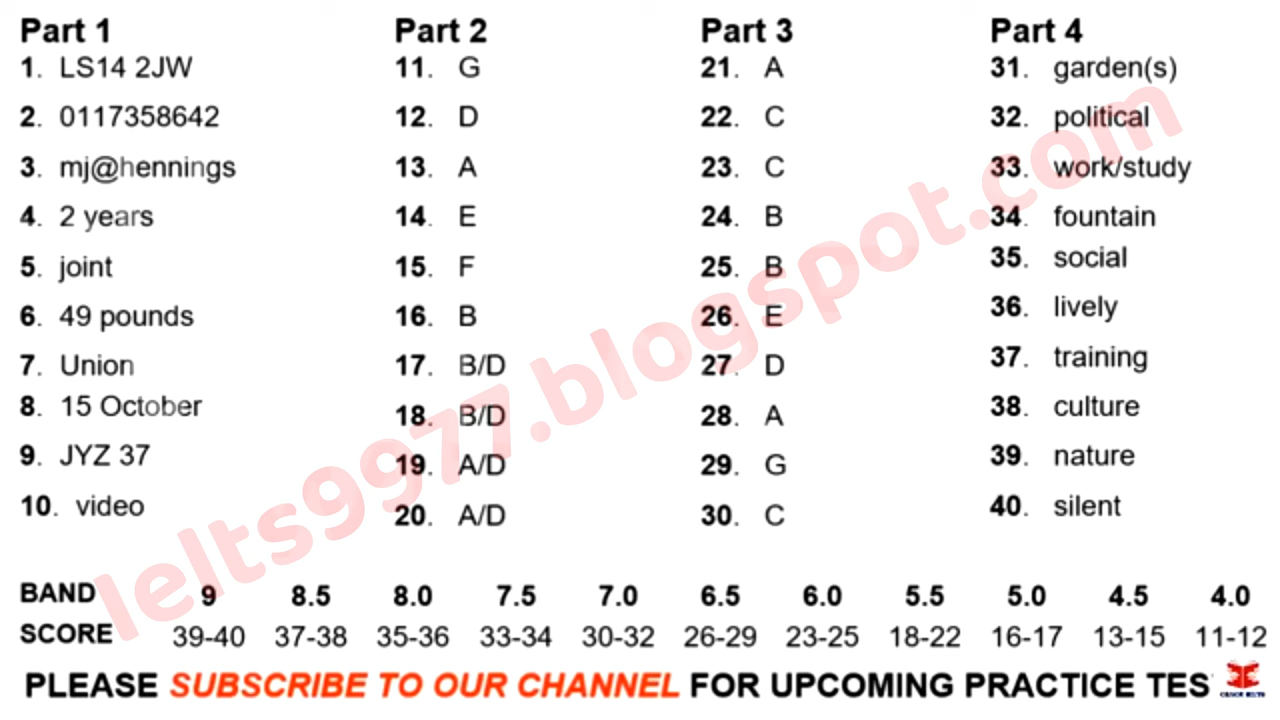 Part 1
1. LS14 2JW
2. 0117358642
3. mj@hennings
4. 2 years
5. joint
6. 49 pounds
7. Union
8. 15 October
9. JYZ 37
10. video
Part 2
11. G
12. D
13. A
14. E
15. F
16. B
17. B/D
18. B/D
19. A/D
20. A/D
Part 3
21. A
22. C
23. C
24. B
25. B
26. E
27. D
28. A
29. G
30. C
Part 4
31. garden(s)
32. political
33. work/study
34. fountain
35. social
36. lively
37. training
38. culture
39. nature
40. silent
Ielts9977.blogspot.com
BAND 9 8.5 8.0 7.5 7.0 6.5 6.0 5.5 5.0 4.5 4.0
SCORE 39-40 37-38 35-36 33-34 30-32 26-29 23-25 18-22 16-17 13-15 11-12
PLEASE SUBSCRIBE TO OUR CHANNEL FOR UPCOMING PRACTICE TES